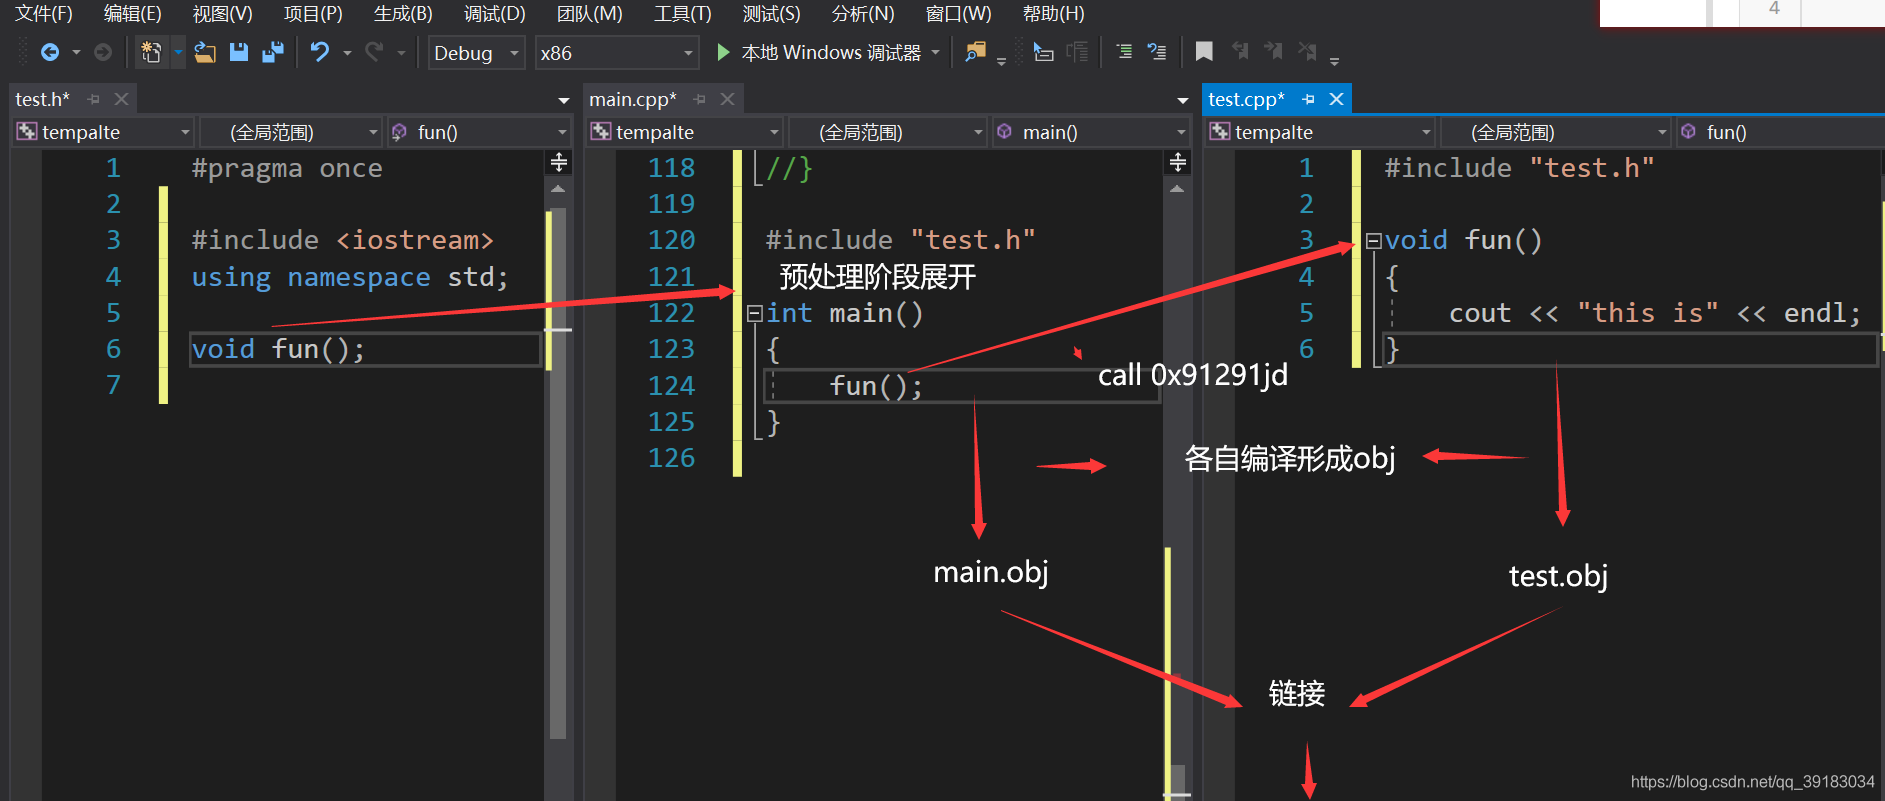 文件(F) 编辑(E) 视图(V) 项目(P) 生成(B) 调试(D) 团队(M) 工具(T) 测试(S) 分析(N) 窗口(W) 帮助(H)
4
Debug x86 本地 Windows 调试器
test.h*
tempalte (全局范围) fun()
1 #pragma once
2
3 #include <iostream>
4 using namespace std;
5
6 void fun();
7
main.cpp*
tempalte (全局范围) main()
118 //}
119
120 #include "test.h"
121 预处理阶段展开
122 int main()
123 {
124 fun();
125 }
126
call 0x91291jd
test.cpp*
tempalte (全局范围) fun()
1 #include "test.h"
2
3 void fun()
4 {
5 cout << "this is" << endl;
6 }
各自编译形成obj
main.obj
test.obj
链接
https://blog.csdn.net/qq_39183034